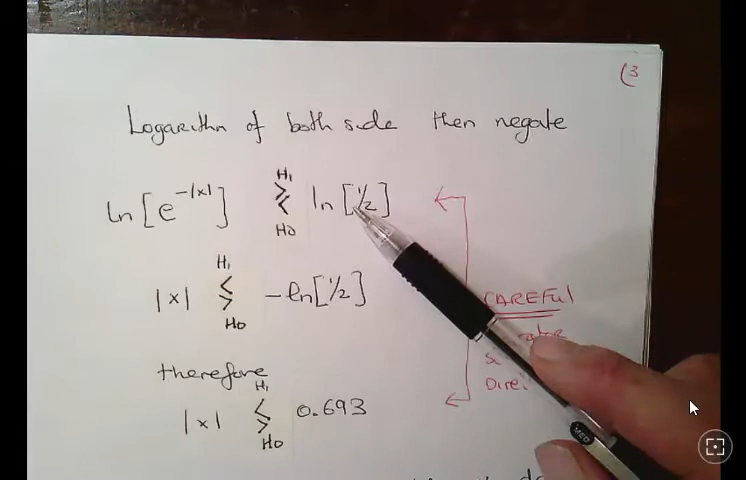 (3
Logarithm of both side then negate
ln[e^-|x|] H1 ≷ H0 ln[1/2]
|x| H1 ≶ H0 -ln[1/2]
CAREFUL
therefore
|x| H1 ≶ H0 0.693
MED